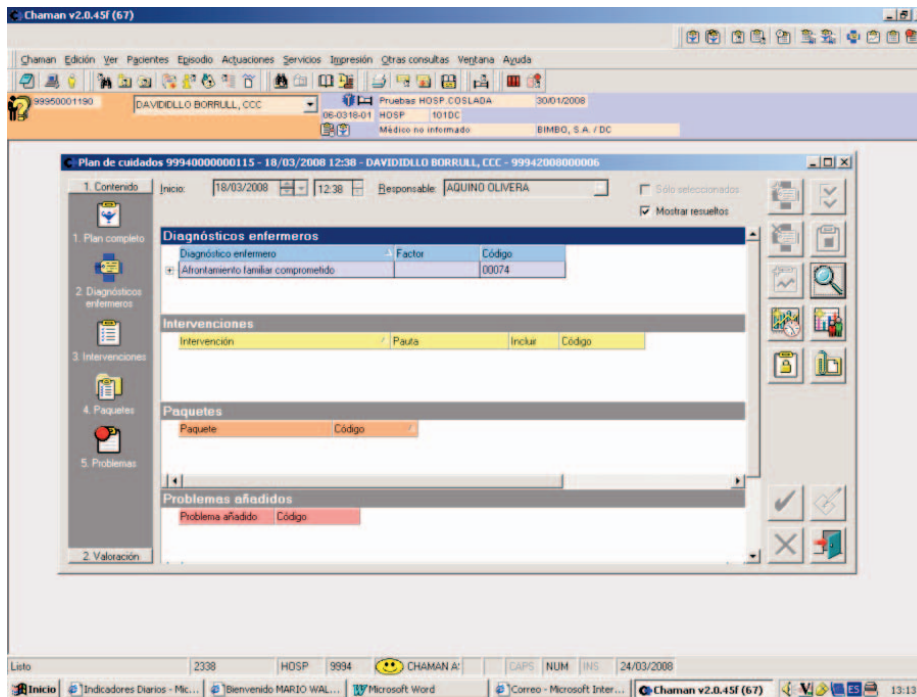 Chaman v2.0.45f (67)
Chaman Edición Ver Pacientes Episodio Actuaciones Servicios Impresión Otras consultas Ventana Ayuda
99950001190 DAVIDIDLLO BORRULL, CCC Pruebas HOSP.COSLADA 30/01/2008
06-0318-01 HOSP 101DC
Médico no informado BIMBO, S.A. / DC
Plan de cuidados 99940000000115 - 18/03/2008 12:38 - DAVIDIDLLO BORRULL, CCC - 99942000000006
1. Contenido Inicio: 18/03/2008 12:38 Responsable: AQUINO OLIVERA Sólo seleccionados
Mostrar resueltos
1. Plan completo
Diagnósticos enfermeros
Diagnóstico enfermero Factor Código
Afrontamiento familiar comprometido 00074
2. Diagnósticos enfermeros
Intervenciones
Intervención Pauta Incluir Código
3. Intervenciones
4. Paquetes
Paquetes
Paquete Código
5. Problemas
Problemas añadidos
Problema añadido Código
2. Valoración
Listo 2338 HOSP 9994 CHAMAN A: CAPS NUM INS 24/03/2008
Inicio Indicadores Diarios - Mic... Bienvenido MARIO WAL... Microsoft Word Correo - Microsoft Inter... Chaman v2.0.45f (67) ES 13:13